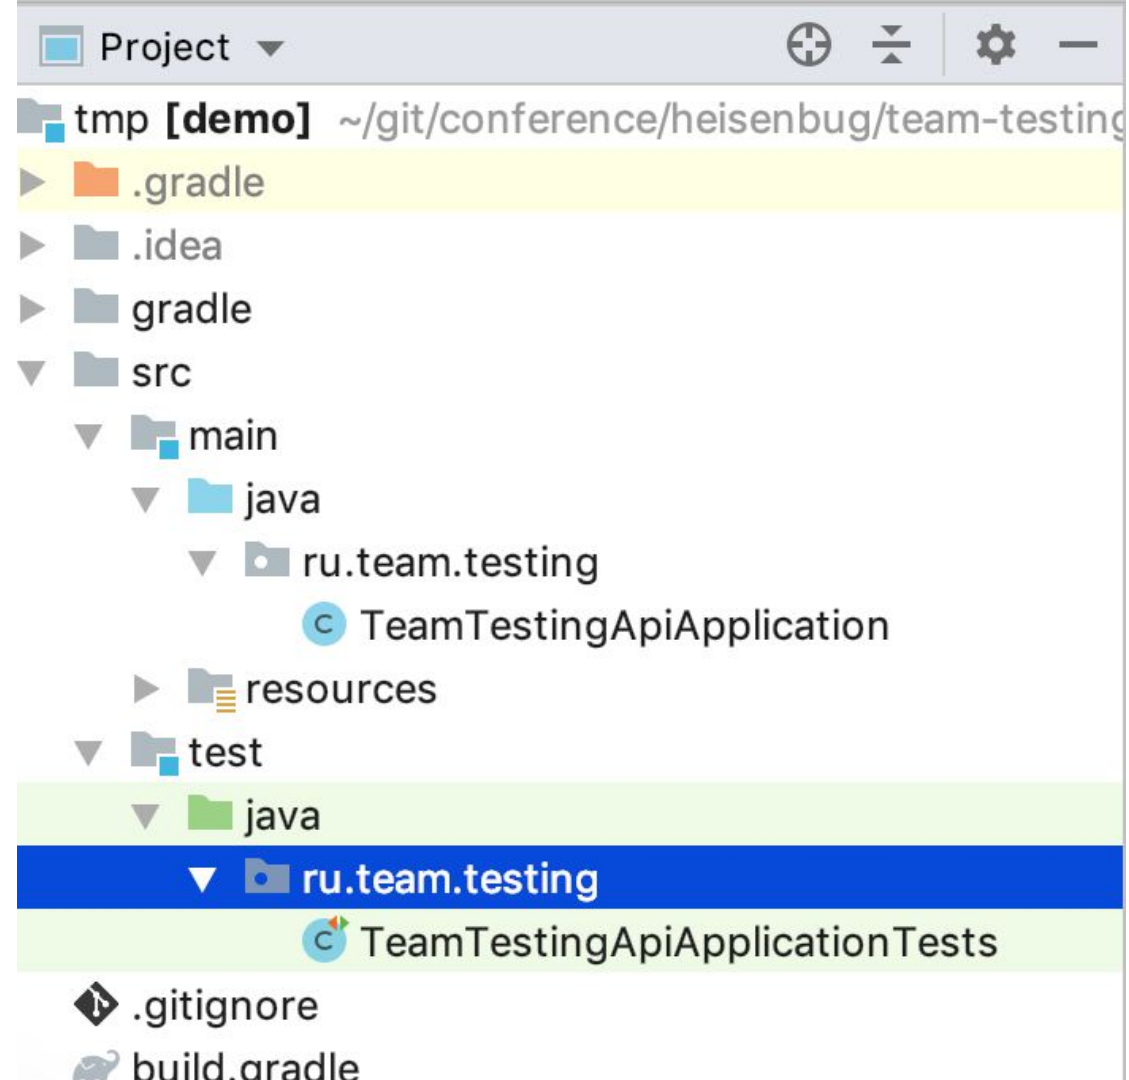 Project
tmp [demo] ~/git/conference/heisenbug/team-testing
.gradle
.idea
gradle
src
main
java
ru.team.testing
C TeamTestingApiApplication
resources
test
java
ru.team.testing
C TeamTestingApiApplicationTests
.gitignore
build.gradle